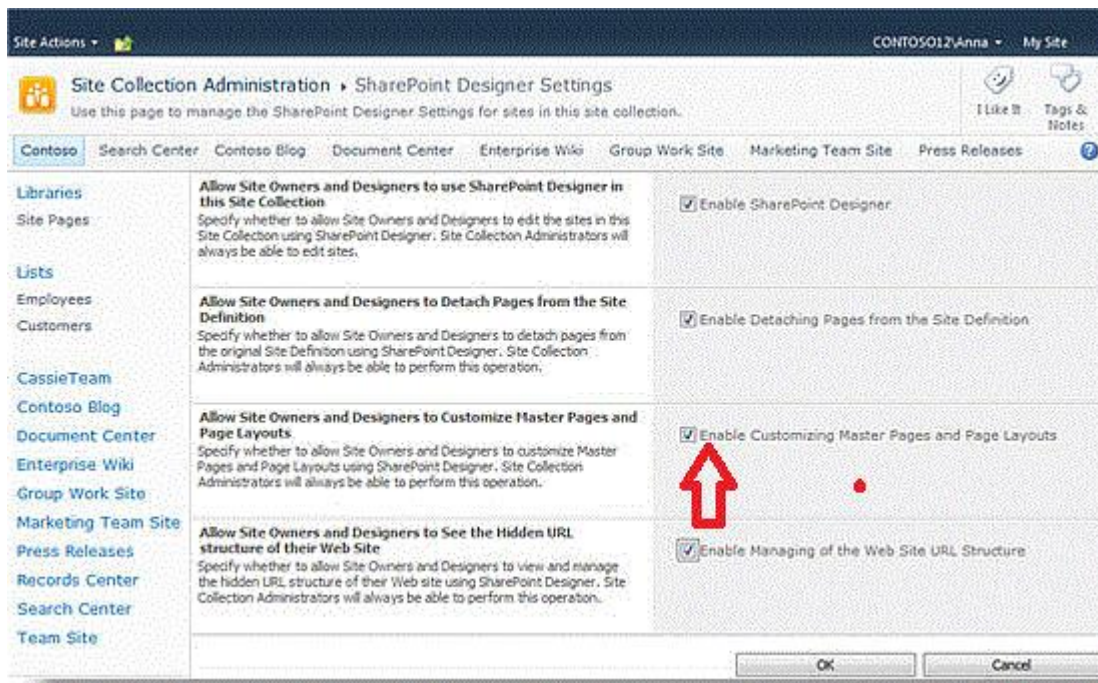 Site Actions
CONTOSO12\Anna
My Site
Site Collection Administration ▸ SharePoint Designer Settings
Use this page to manage the SharePoint Designer Settings for sites in this site collection.
I Like It
Tags &
Notes
Contoso Search Center Contoso Blog Document Center Enterprise Wiki Group Work Site Marketing Team Site Press Releases
Libraries
Site Pages
Lists
Employees
Customers
CassieTeam
Contoso Blog
Document Center
Enterprise Wiki
Group Work Site
Marketing Team Site
Press Releases
Records Center
Search Center
Team Site
Allow Site Owners and Designers to use SharePoint Designer in
this Site Collection
Specify whether to allow Site Owners and Designers to edit the sites in this
Site Collection using SharePoint Designer. Site Collection Administrators will
always be able to edit sites.
Enable SharePoint Designer
Allow Site Owners and Designers to Detach Pages from the Site
Definition
Specify whether to allow Site Owners and Designers to detach pages from
the original Site Definition using SharePoint Designer. Site Collection
Administrators will always be able to perform this operation.
Enable Detaching Pages from the Site Definition
Allow Site Owners and Designers to Customize Master Pages and
Page Layouts
Specify whether to allow Site Owners and Designers to customize Master
Pages and Page Layouts using SharePoint Designer. Site Collection
Administrators will always be able to perform this operation.
Enable Customizing Master Pages and Page Layouts
Allow Site Owners and Designers to See the Hidden URL
structure of their Web Site
Specify whether to allow Site Owners and Designers to view and manage
the hidden URL structure of their Web site using SharePoint Designer. Site
Collection Administrators will always be able to perform this operation.
Enable Managing of the Web Site URL Structure
OK
Cancel